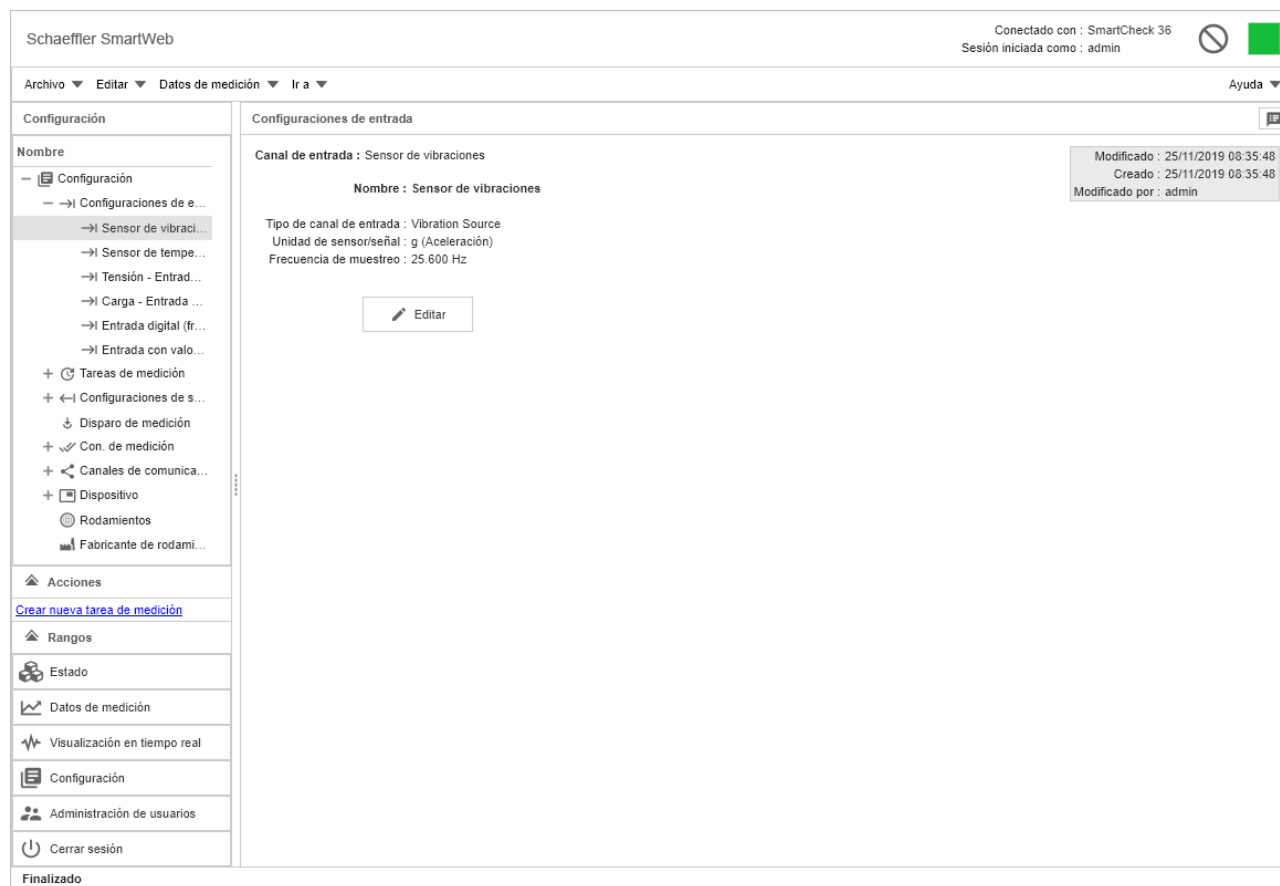 Schaeffler SmartWeb
Conectado con : SmartCheck 36
Sesión iniciada como : admin
Archivo Editar Datos de medición Ir a Ayuda
Configuración
Nombre
Configuración
Configuraciones de e...
Sensor de vibraci...
Sensor de tempe...
Tensión - Entrad...
Carga - Entrada ...
Entrada digital (fr...
Entrada con valo...
Tareas de medición
Configuraciones de s...
Disparo de medición
Con. de medición
Canales de comunica...
Dispositivo
Rodamientos
Fabricante de rodami...
Acciones
Crear nueva tarea de medición
Rangos
Estado
Datos de medición
Visualización en tiempo real
Configuración
Administración de usuarios
Cerrar sesión
Configuraciones de entrada
Canal de entrada : Sensor de vibraciones
Nombre : Sensor de vibraciones
Tipo de canal de entrada : Vibration Source
Unidad de sensor/señal : g (Aceleración)
Frecuencia de muestreo : 25.600 Hz
Editar
Modificado : 25/11/2019 08:35:48
Creado : 25/11/2019 08:35:48
Modificado por : admin
Finalizado